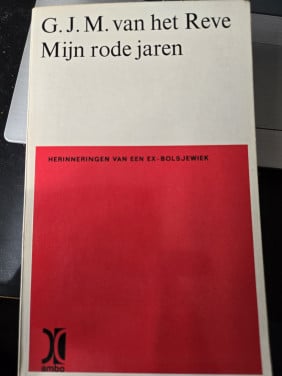 G. J. M. van het Reve
Mijn rode jaren
HERINNERINGEN VAN EEN EX-BOLSJEWIEK
ambo